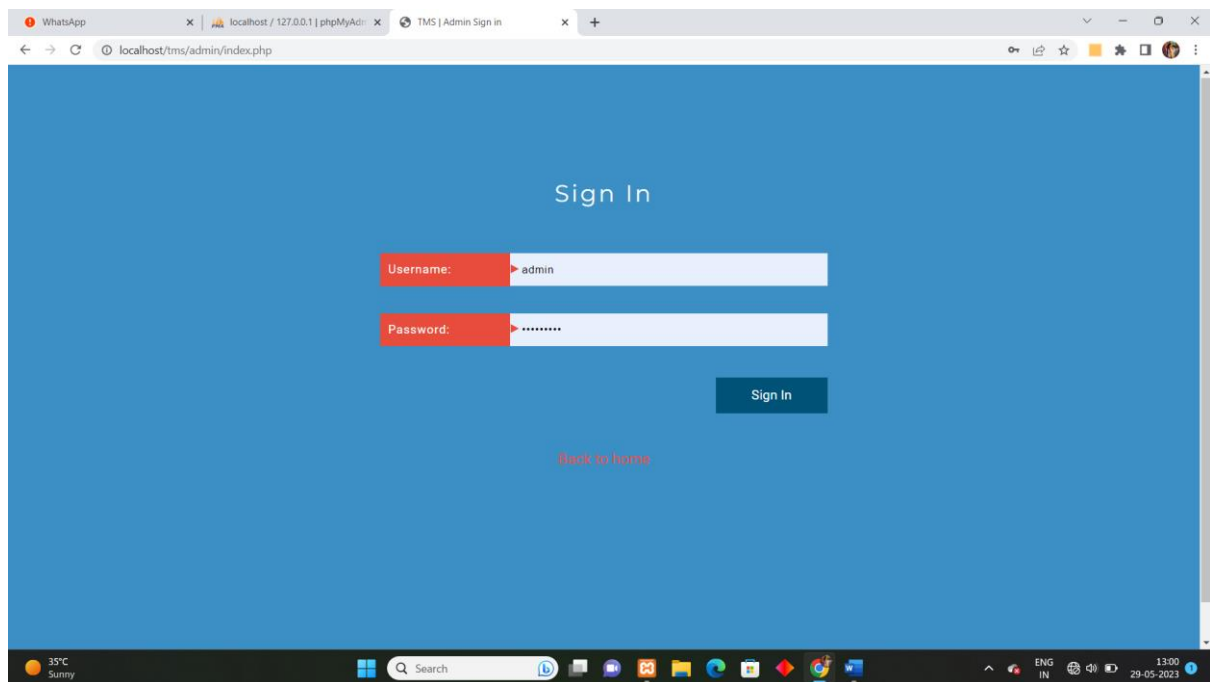 WhatsApp
localhost / 127.0.0.1 | phpMyAdm
TMS | Admin Sign in
localhost/tms/admin/index.php
Sign In
Username:
admin
Password:
•••••••••
Sign In
Back to home
35°C
Sunny
Search
ENG
IN
13:00
29-05-2023
1